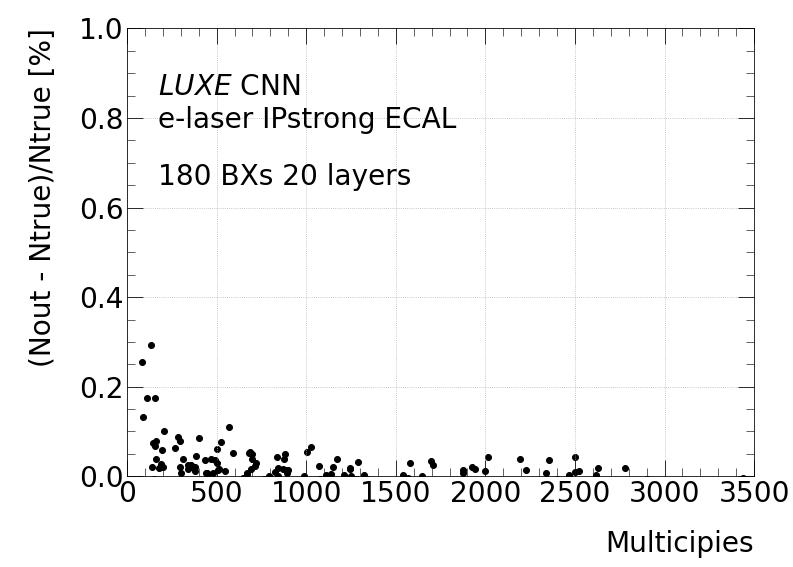 (Nout - Ntrue)/Ntrue [%]
1.0
0.8
0.6
0.4
0.2
0.0
LUXE CNN
e-laser IPstrong ECAL
180 BXs 20 layers
0 500 1000 1500 2000 2500 3000 3500
Multicipies